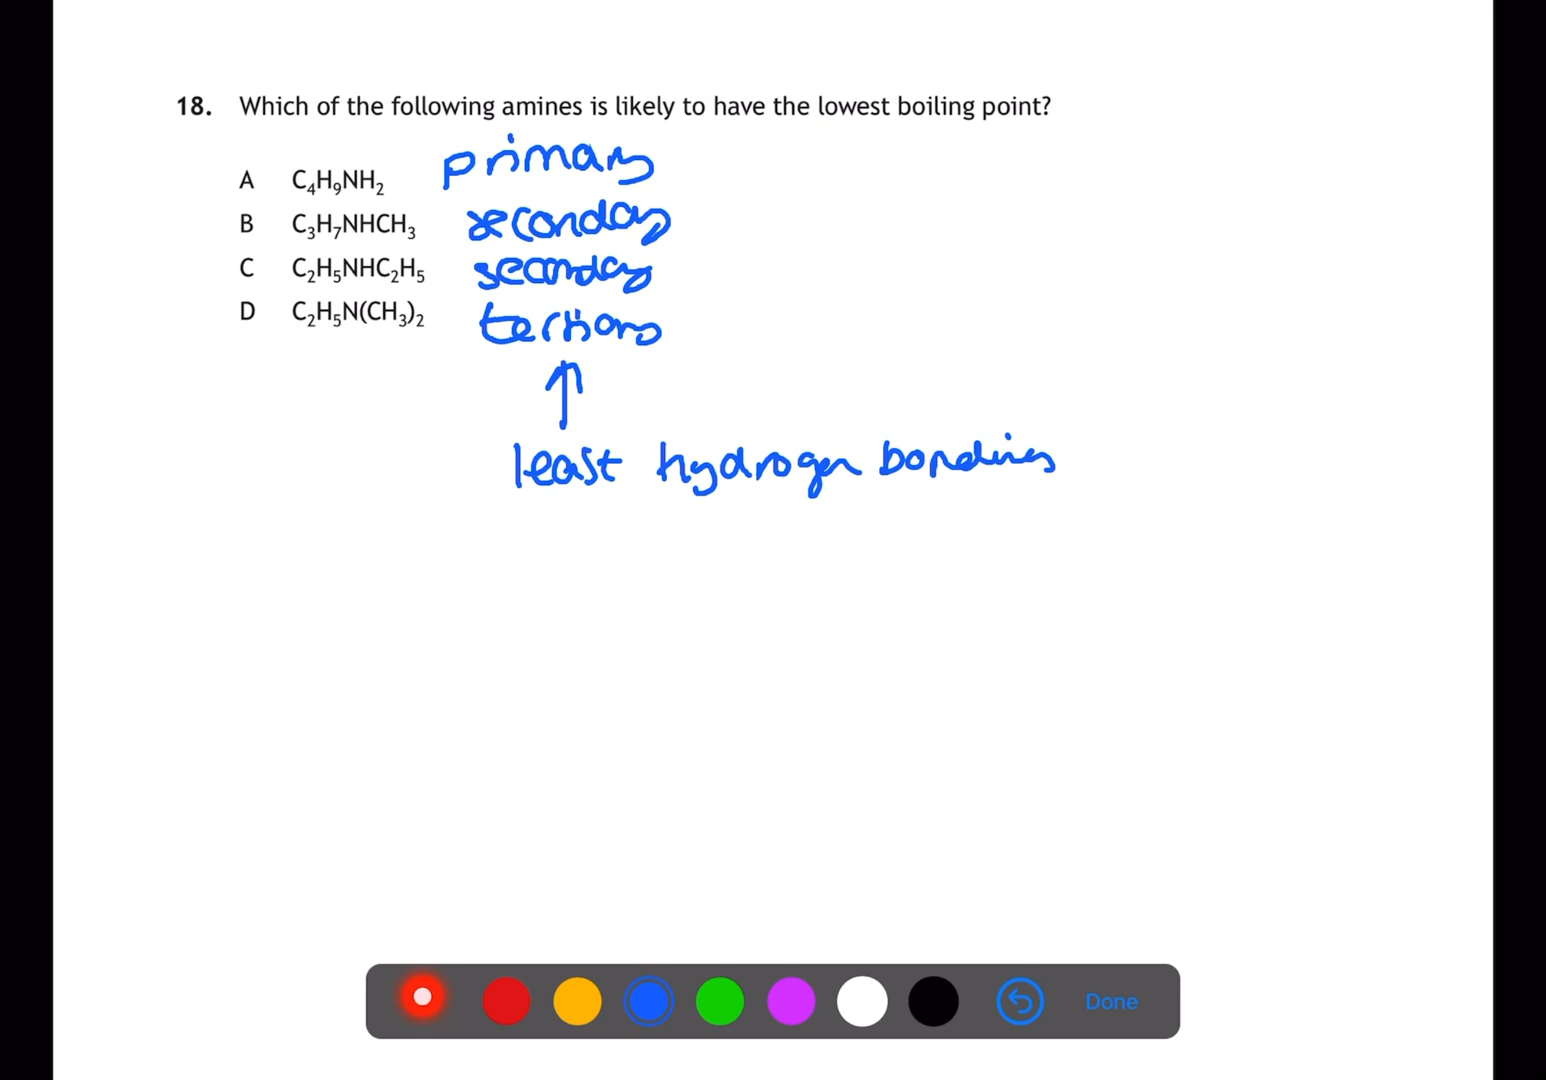 18. Which of the following amines is likely to have the lowest boiling point?
primary
A C₄H₉NH₂
B C₃H₇NHCH₃ secondary
C C₂H₅NHC₂H₅ secondary
D C₂H₅N(CH₃)₂ tertiary
↑
least hydrogen bonding
Done